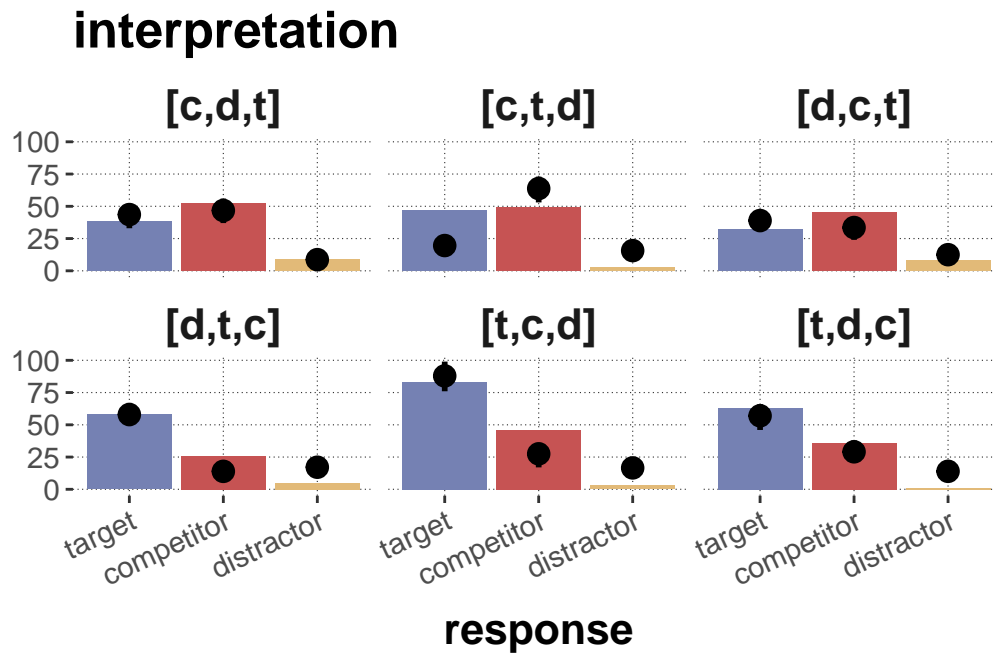 interpretation
[c,d,t] [c,t,d] [d,c,t]
100
75
50
25
0
[d,t,c] [t,c,d] [t,d,c]
100
75
50
25
0
target competitor distractor target competitor distractor target competitor distractor
response